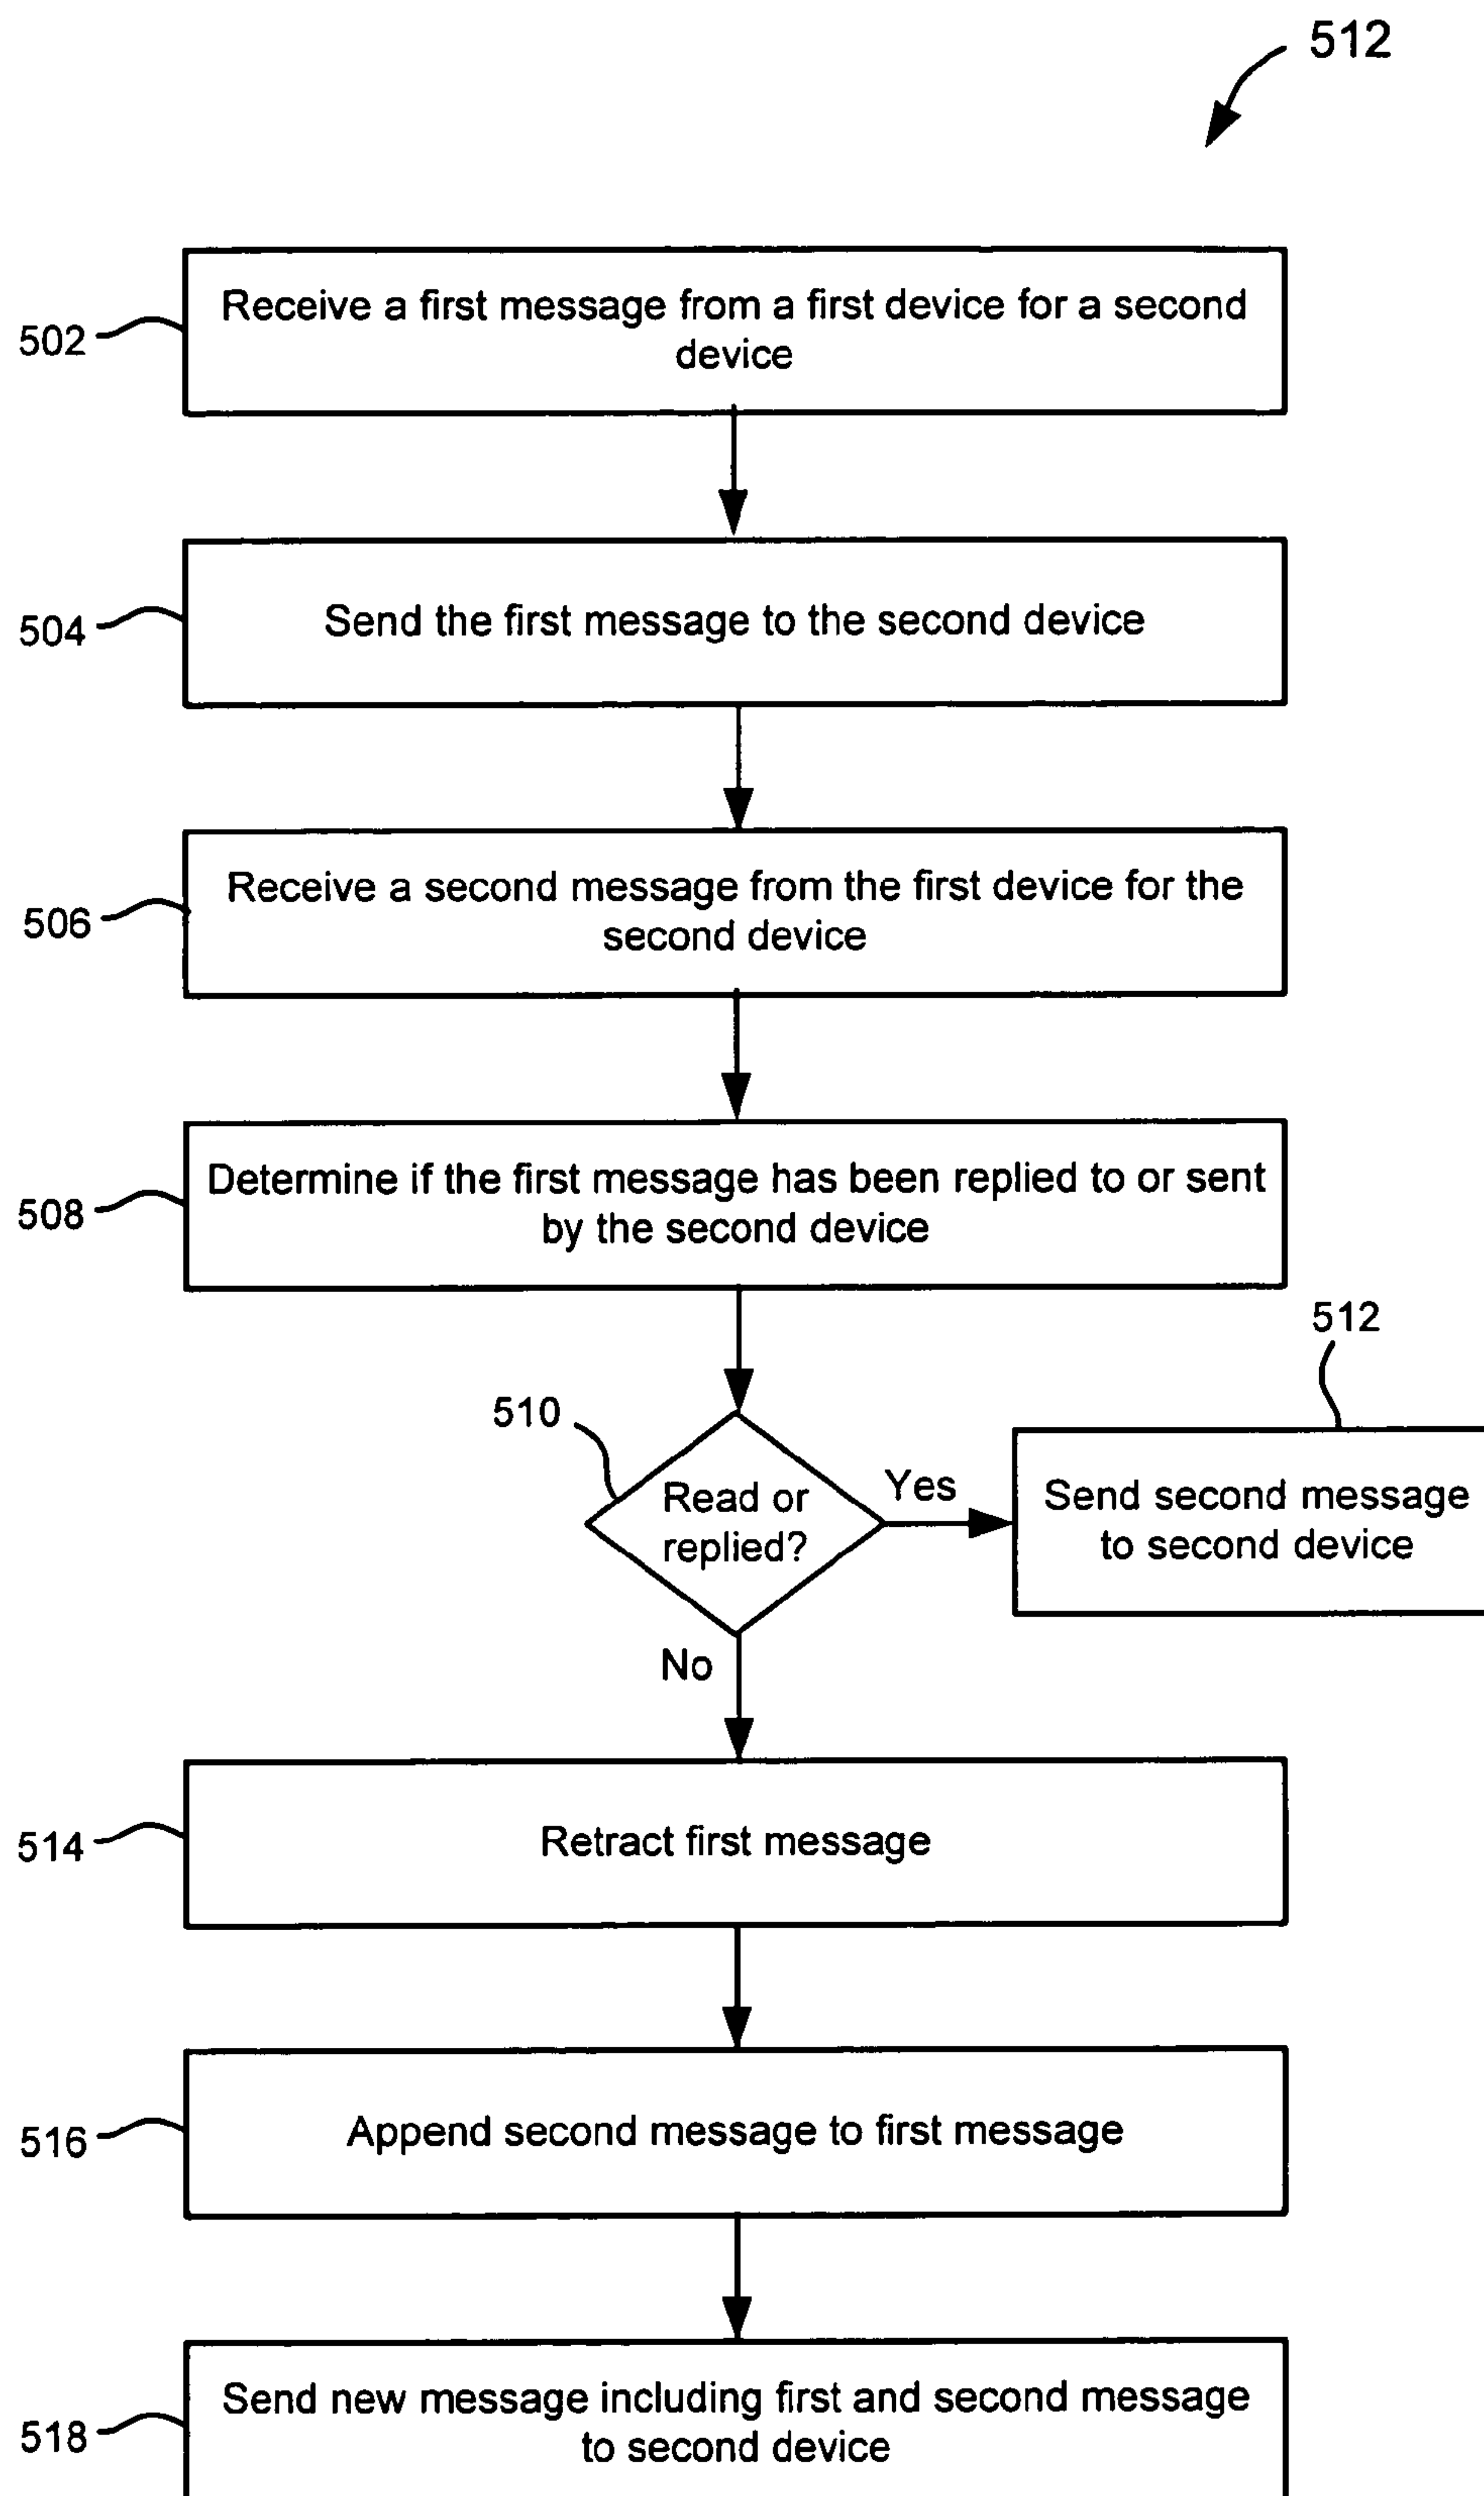 512
Receive a first message from a first device for a second
device
502
Send the first message to the second device
504
Receive a second message from the first device for the
second device
506
Determine if the first message has been replied to or sent
by the second device
508
512
510
Read or
replied?
Yes
Send second message
to second device
No
Retract first message
514
Append second message to first message
516
Send new message including first and second message
to second device
518